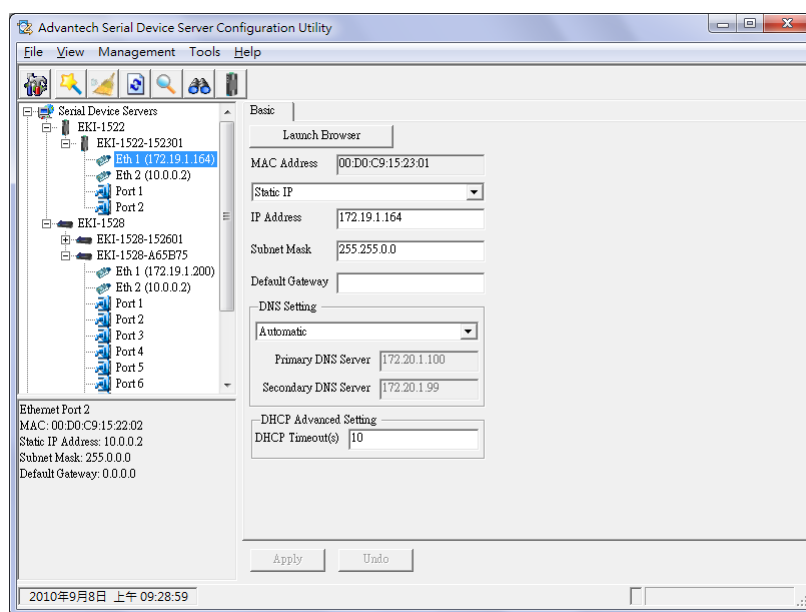 Advantech Serial Device Server Configuration Utility
File View Management Tools Help
Serial Device Servers
EKI-1522
EKI-1522-152301
Eth 1 (172.19.1.164)
Eth 2 (10.0.0.2)
Port 1
Port 2
EKI-1528
EKI-1528-152601
EKI-1528-A65B75
Eth 1 (172.19.1.200)
Eth 2 (10.0.0.2)
Port 1
Port 2
Port 3
Port 4
Port 5
Port 6
Ethernet Port 2
MAC: 00:D0:C9:15:22:02
Static IP Address: 10.0.0.2
Subnet Mask: 255.0.0.0
Default Gateway: 0.0.0.0
Basic
Launch Browser
MAC Address 00:D0:C9:15:23:01
Static IP
IP Address 172.19.1.164
Subnet Mask 255.255.0.0
Default Gateway
DNS Setting
Automatic
Primary DNS Server 172.20.1.100
Secondary DNS Server 172.20.1.99
DHCP Advanced Setting
DHCP Timeout(s) 10
Apply Undo
2010年9月8日 上午 09:28:59